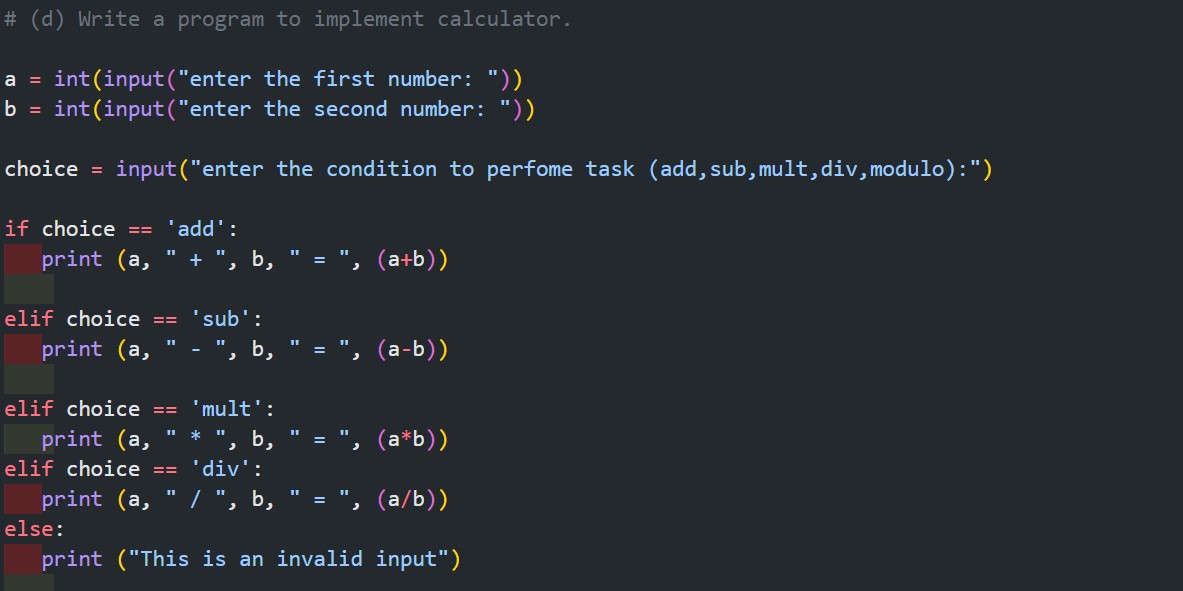 # (d) Write a program to implement calculator.
a = int(input("enter the first number: "))
b = int(input("enter the second number: "))
choice = input("enter the condition to perfome task (add,sub,mult,div,modulo):")
if choice == 'add':
   print (a, " + ", b, " = ", (a+b))
elif choice == 'sub':
   print (a, " - ", b, " = ", (a-b))
elif choice == 'mult':
   print (a, " * ", b, " = ", (a*b))
elif choice == 'div':
   print (a, " / ", b, " = ", (a/b))
else:
   print ("This is an invalid input")